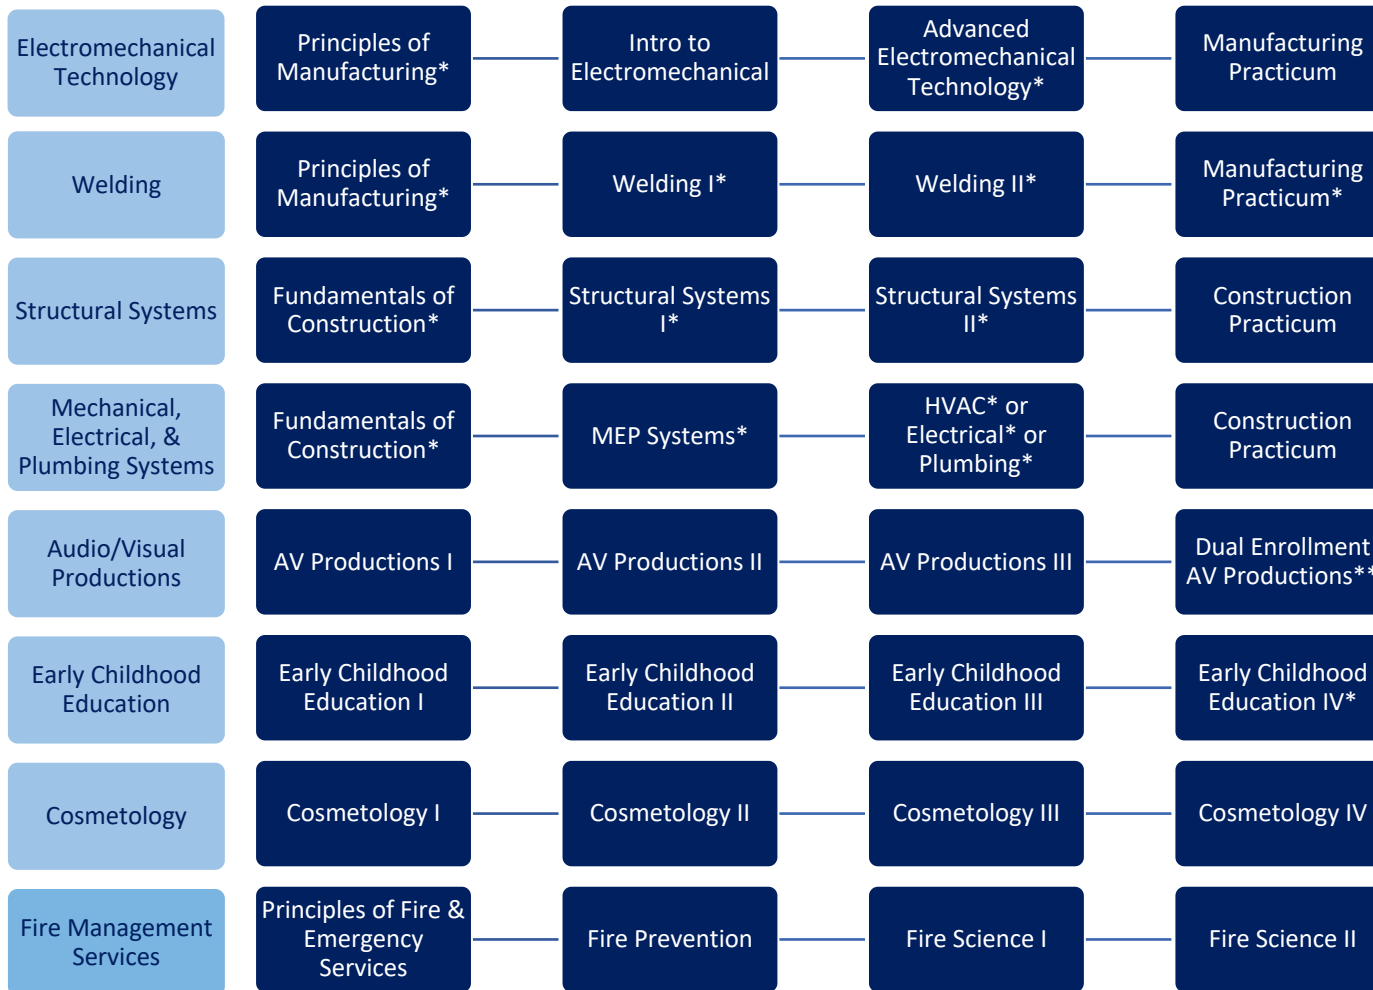 Electromechanical
Technology
Principles of
Manufacturing*
Intro to
Electromechanical
Advanced
Electromechanical
Technology*
Manufacturing
Practicum
Welding
Principles of
Manufacturing*
Welding I*
Welding II*
Manufacturing
Practicum*
Structural Systems
Fundamentals of
Construction*
Structural Systems
I*
Structural Systems
II*
Construction
Practicum
Mechanical,
Electrical, &
Plumbing Systems
Fundamentals of
Construction*
MEP Systems*
HVAC* or
Electrical* or
Plumbing*
Construction
Practicum
Audio/Visual
Productions
AV Productions I
AV Productions II
AV Productions III
Dual Enrollment
AV Productions**
Early Childhood
Education
Early Childhood
Education I
Early Childhood
Education II
Early Childhood
Education III
Early Childhood
Education IV*
Cosmetology
Cosmetology I
Cosmetology II
Cosmetology III
Cosmetology IV
Fire Management
Services
Principles of Fire &
Emergency
Services
Fire Prevention
Fire Science I
Fire Science II